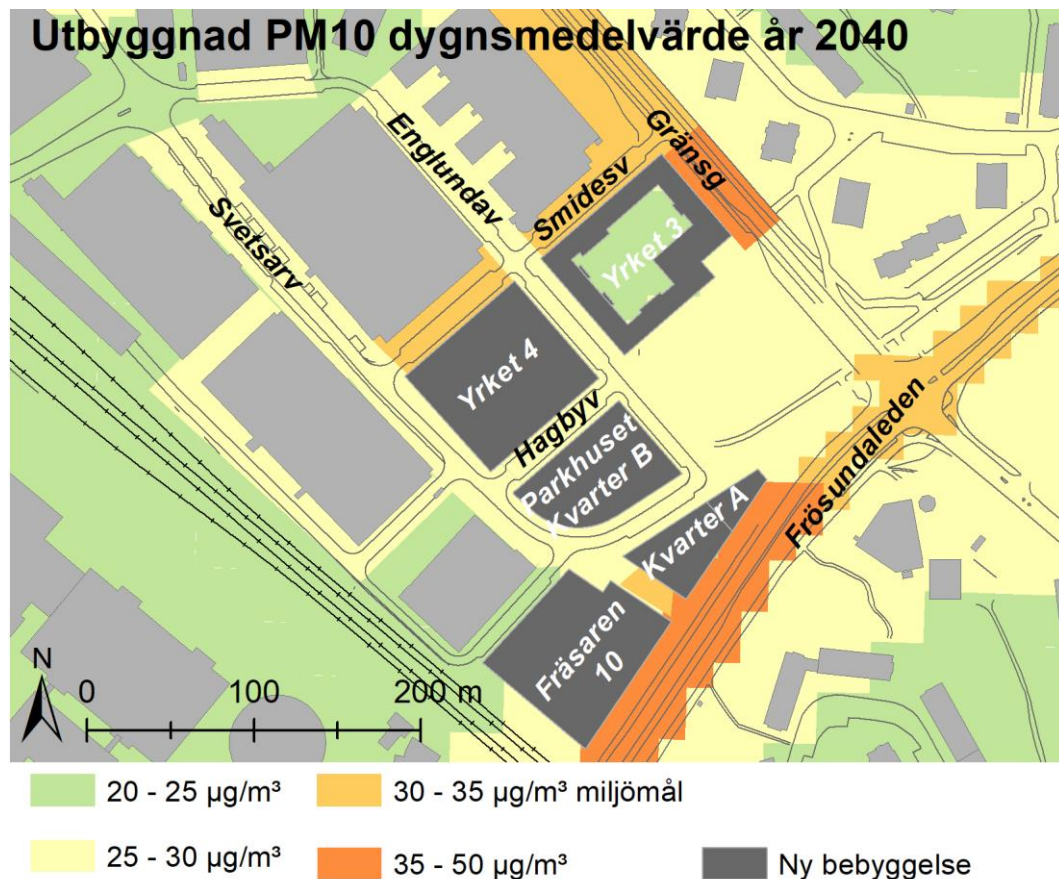 Utbyggnad PM10 dygnsmedelvärde år 2040
Englundav
Gränsg
Smidesv
Svetsarv
Yrket 3
Yrket 4
Hagbyv
Parkhuset
Kvarter B
Kvarter A
Frösundaleden
Fräsaren
10
N
0 100 200 m
20 - 25 µg/m³
30 - 35 µg/m³ miljömål
25 - 30 µg/m³
35 - 50 µg/m³
Ny bebyggelse